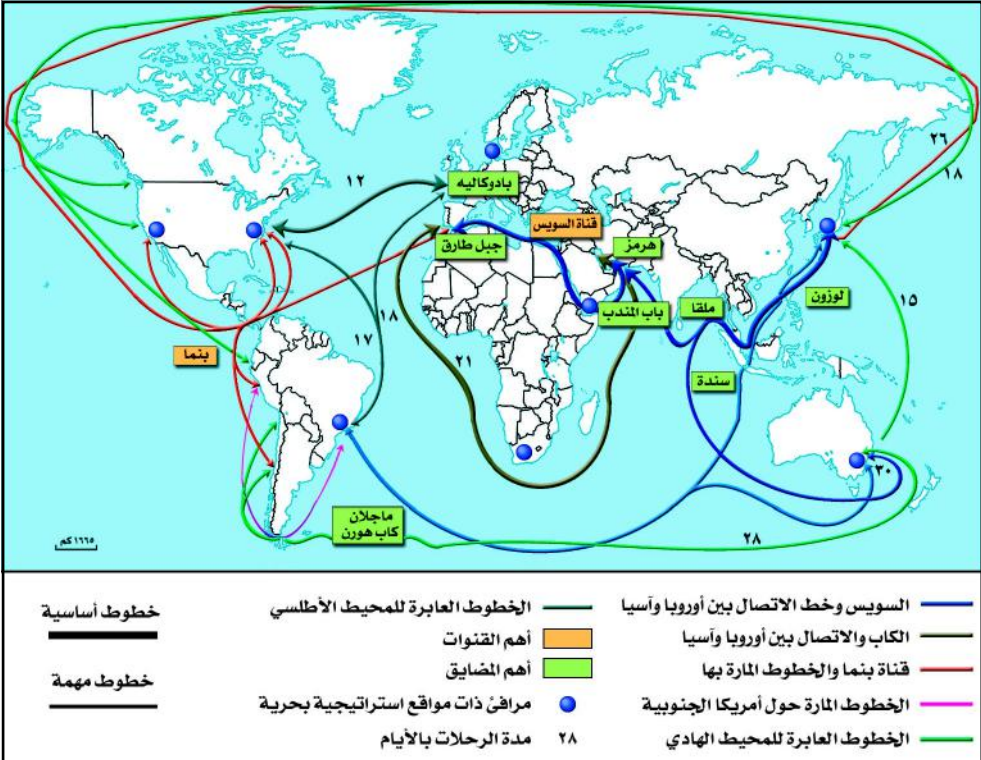 ٢٦
١٨
١٢
بادوكاليه
قناة السويس
جبل طارق
هرمز
لوزون
ملقا
باب المندب
١٥
١٨
١٧
بنما
٢١
سندة
٢٠
ماجلان
كاب هورن
٢٨
١٦٦٥ كم
السويس وخط الاتصال بين أوروبا وآسيا
الكاب والاتصال بين أوروبا وآسيا
قناة بنما والخطوط المارة بها
الخطوط المارة حول أمريكا الجنوبية
الخطوط العابرة للمحيط الهادي
الخطوط العابرة للمحيط الأطلسي
أهم القنوات
أهم المضايق
مرافئ ذات مواقع استراتيجية بحرية
٢٨ مدة الرحلات بالأيام
خطوط أساسية
خطوط مهمة